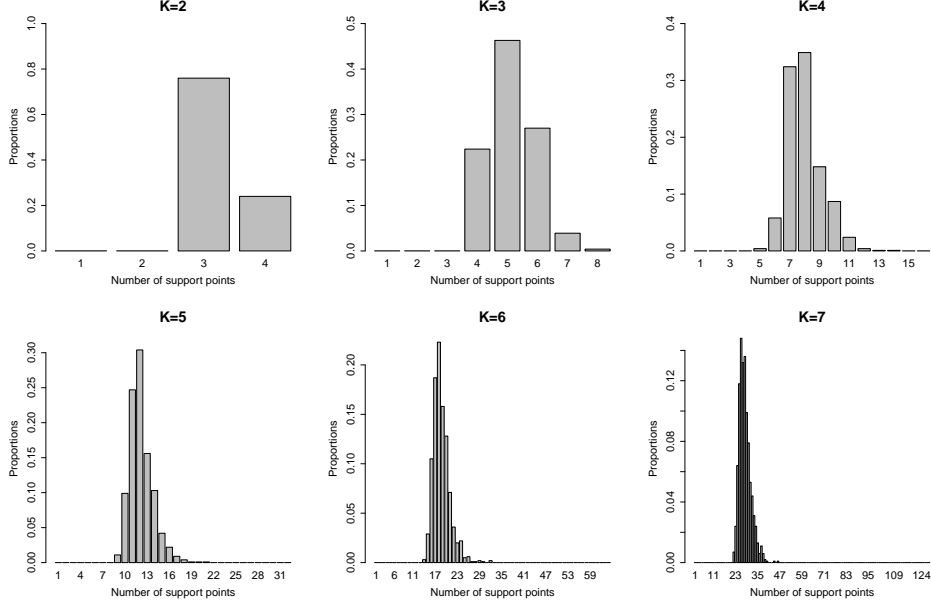 K=2
Proportions
0.0 0.2 0.4 0.6 0.8 1.0
1 2 3 4
Number of support points
K=3
Proportions
0.0 0.1 0.2 0.3 0.4 0.5
1 2 3 4 5 6 7 8
Number of support points
K=4
Proportions
0.0 0.1 0.2 0.3 0.4
1 3 5 7 9 11 13 15
Number of support points
K=5
Proportions
0.00 0.05 0.10 0.15 0.20 0.25 0.30
1 4 7 10 13 16 19 22 25 28 31
Number of support points
K=6
Proportions
0.00 0.05 0.10 0.15 0.20
1 6 11 17 23 29 35 41 47 53 59
Number of support points
K=7
Proportions
0.00 0.04 0.08 0.12
1 11 23 35 47 59 71 83 95 108 124
Number of support points